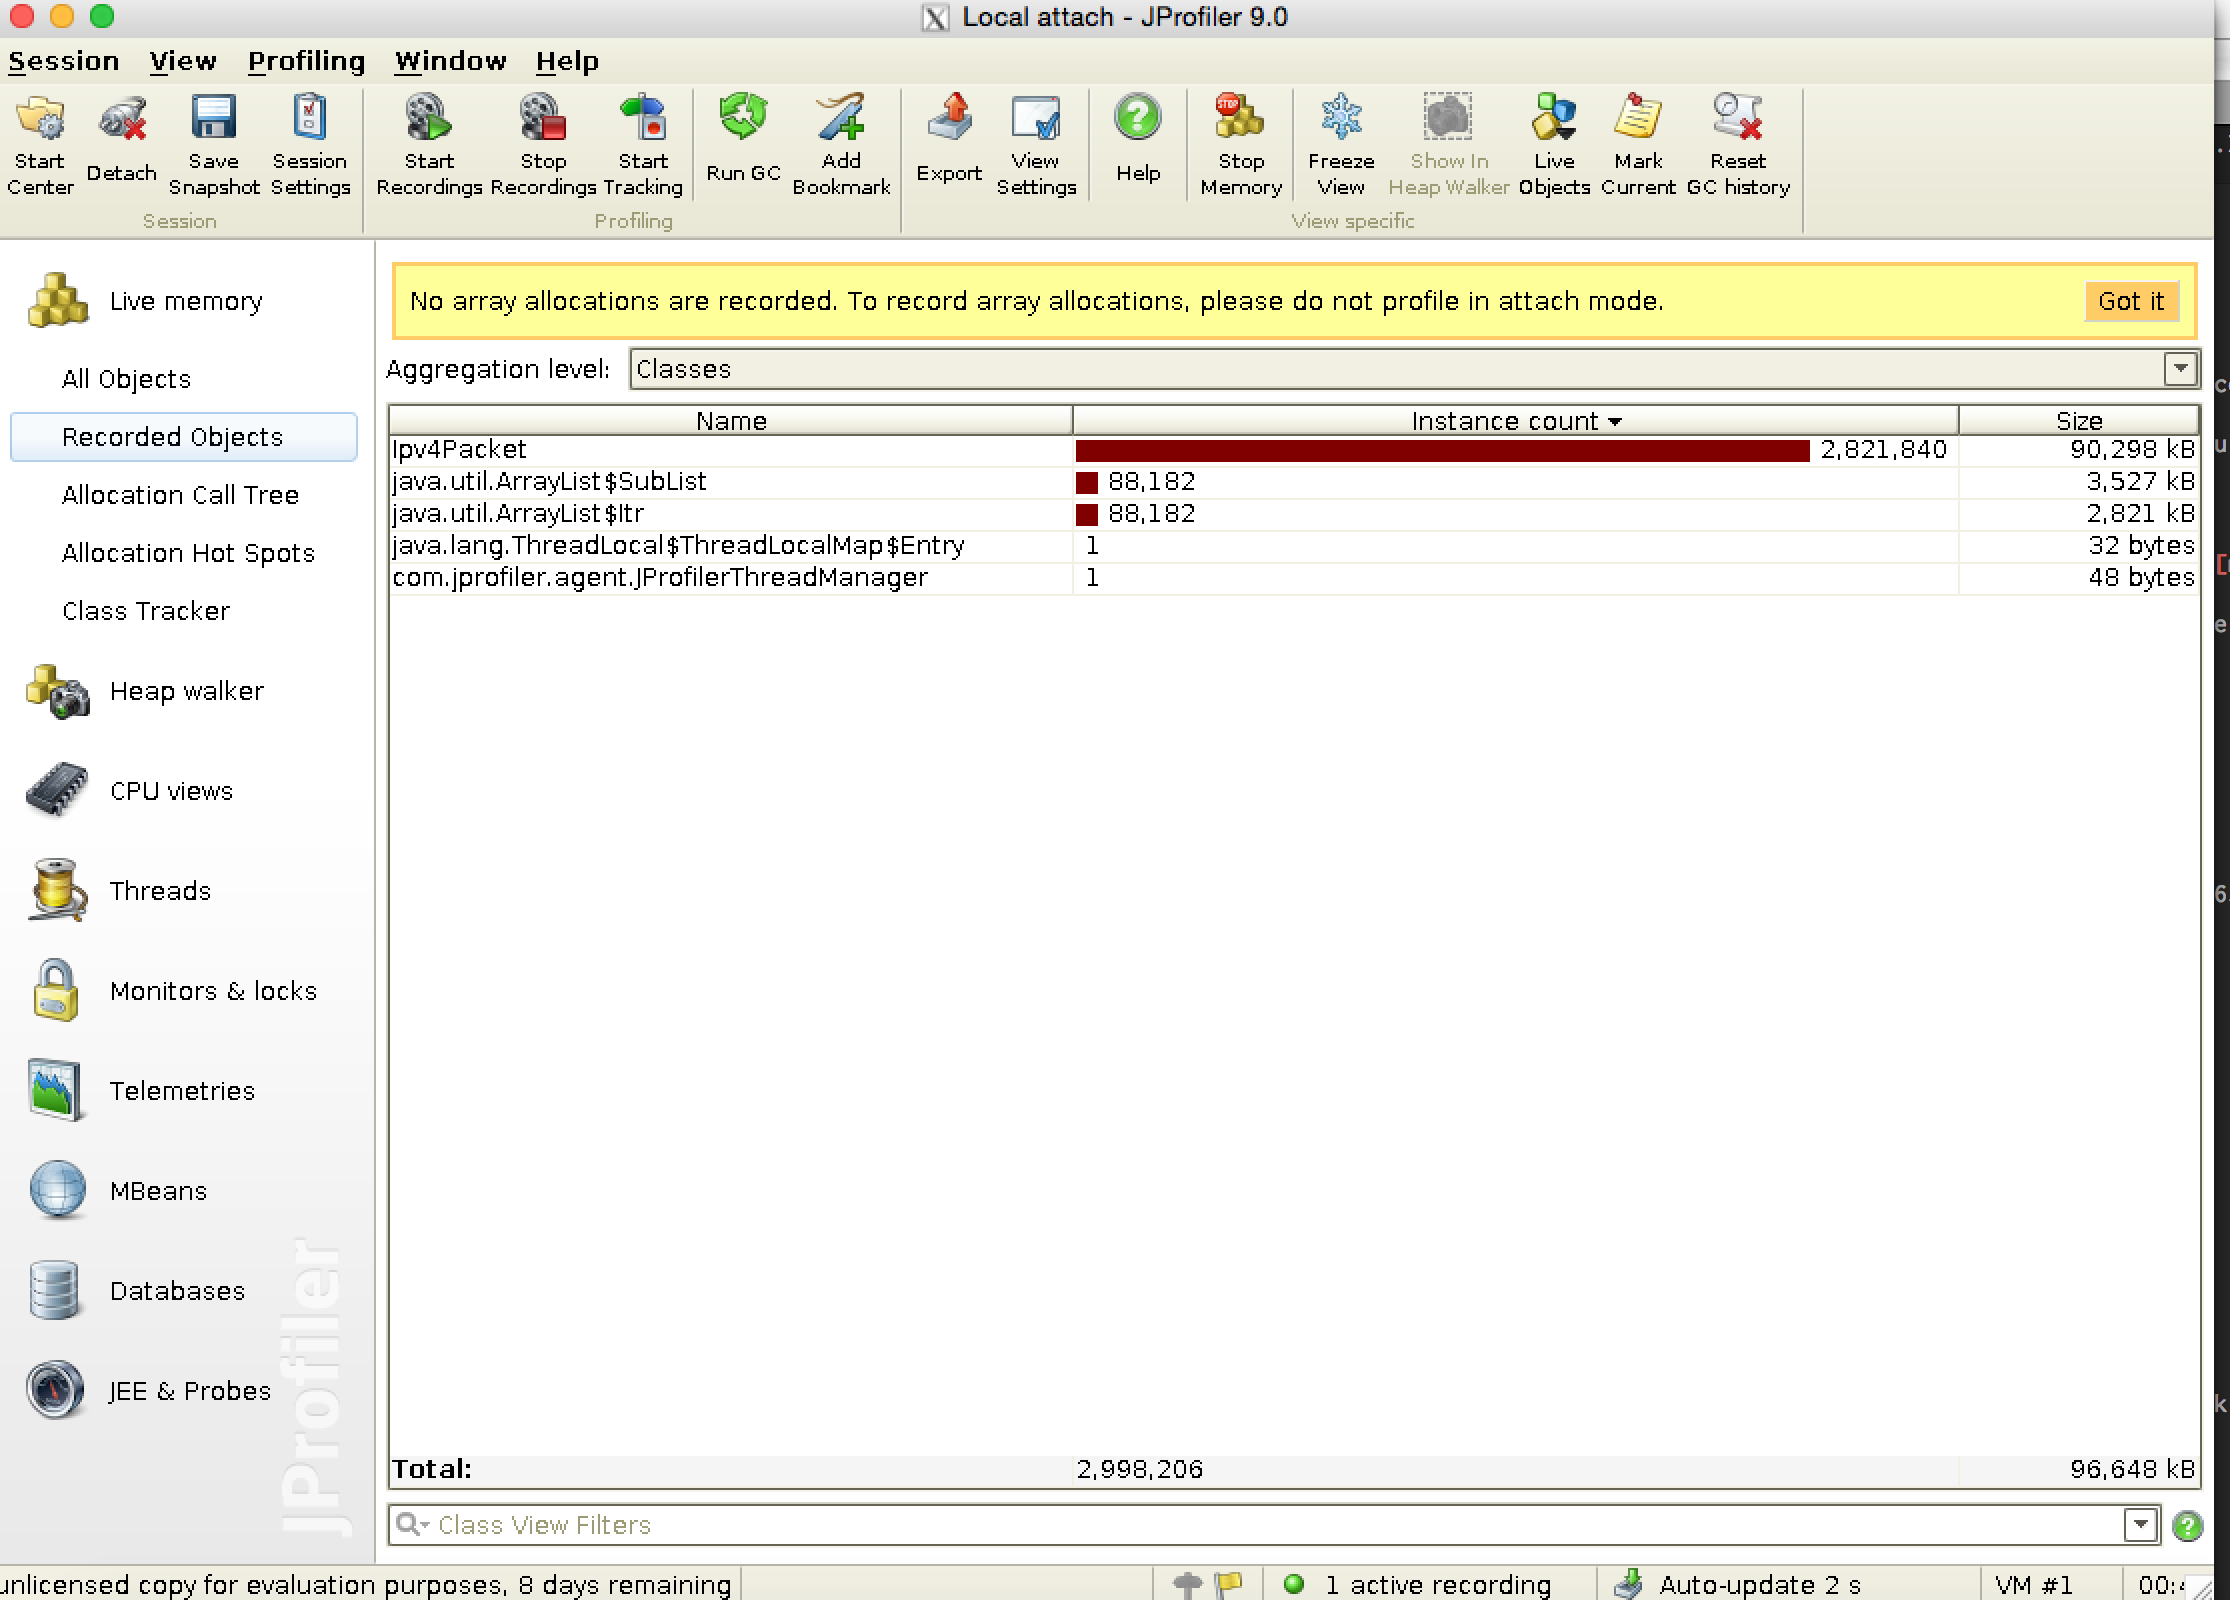 Local attach - JProfiler 9.0
Session View Profiling Window Help
Start Center
Detach
Save Snapshot
Session Settings
Start Recordings
Stop Recordings
Start Tracking
Run GC
Add Bookmark
Export
View Settings
Help
Stop Memory
Freeze View
Show In Heap Walker
Live Objects
Mark Current
Reset GC history
Session
Profiling
View specific
Live memory
All Objects
Recorded Objects
Allocation Call Tree
Allocation Hot Spots
Class Tracker
Heap walker
CPU views
Threads
Monitors & locks
Telemetries
MBeans
Databases
JEE & Probes
JProfiler
No array allocations are recorded. To record array allocations, please do not profile in attach mode.
Got it
Aggregation level: Classes
Name Instance count Size
Ipv4Packet 2,821,840 90,298 kB
java.util.ArrayList$SubList 88,182 3,527 kB
java.util.ArrayList$Itr 88,182 2,821 kB
java.lang.ThreadLocal$ThreadLocalMap$Entry 1 32 bytes
com.jprofiler.agent.JProfilerThreadManager 1 48 bytes
Total: 2,998,206 96,648 kB
Class View Filters
unlicensed copy for evaluation purposes, 8 days remaining
1 active recording
Auto-update 2 s
VM #1